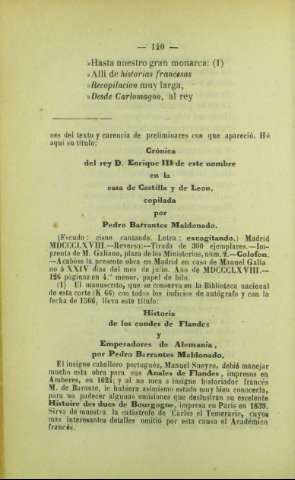 — 110 —
»Hasta nuestro gran monarca: (1)
»Allí de historias francesas
»Recopilacion muy larga,
»Desde Carlomagno, al rey
nes del texto y carencia de preliminares con que apareció. Hé
aquí su título:
Crónica
del rey D. Enrique III de este nombre
en la
casa de Castilla y de Leon,
copilada
por
Pedro Barrantes Maldonado.
(Escudo: cisne cantando. Letra: escogitando.) Madrid
MDCCCLXVIII.—Reverso:—Tirada de 300 ejemplares.—Im-
prenta de M. Galiano, plaza de los Ministerios, núm. 2.—Colofon.
—Acabóse la presente obra en Madrid en casa de Manuel Galia
no á XXIV dias del mes de julio. Año de MDCCCLXVIII.—
126 páginas en 4.º menor, papel de hilo.
(1) El manuscrito, que se conserva en la Biblioteca nacional
de esta córte (K 66) con todos los indicios de autógrafo y con la
fecha de 1566, lleva este título:
Historia
de los condes de Flandes
y
Emperadores de Alemania,
por Pedro Barrantes Maldonado.
El insigne caballero portugués, Manuel Sueyro, debió manejar
mucho esta obra para sus Anales de Flandes, impresos en
Amberes, en 1624; y al no ménos insigne historiador francés
M. de Barante, le hubiera asimismo estado muy bien conocerla,
para no padecer algunas omisiones que deslustran su excelente
Histoire des ducs de Bourgogne, impresa en Paris en 1839.
Sirva de muestra la catástrofe de Carlos el Temerario, cuyos
más interesantes detalles omitió por esta causa el Académico
francés.